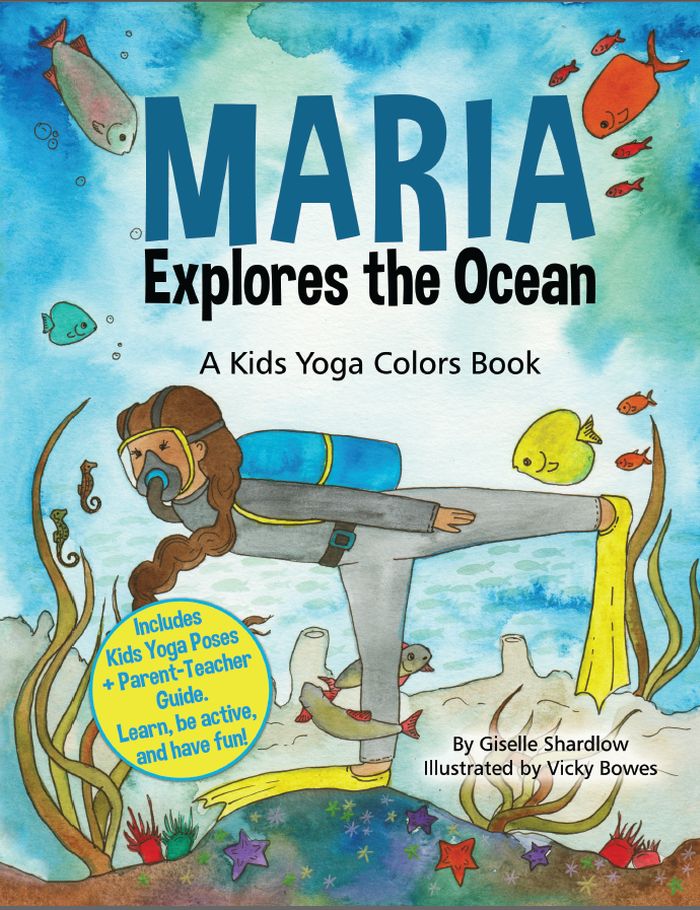 MARIA
Explores the Ocean
A Kids Yoga Colors Book
Includes
Kids Yoga Poses
+ Parent-Teacher
Guide.
Learn, be active,
and have fun!
By Giselle Shardlow
Illustrated by Vicky Bowes